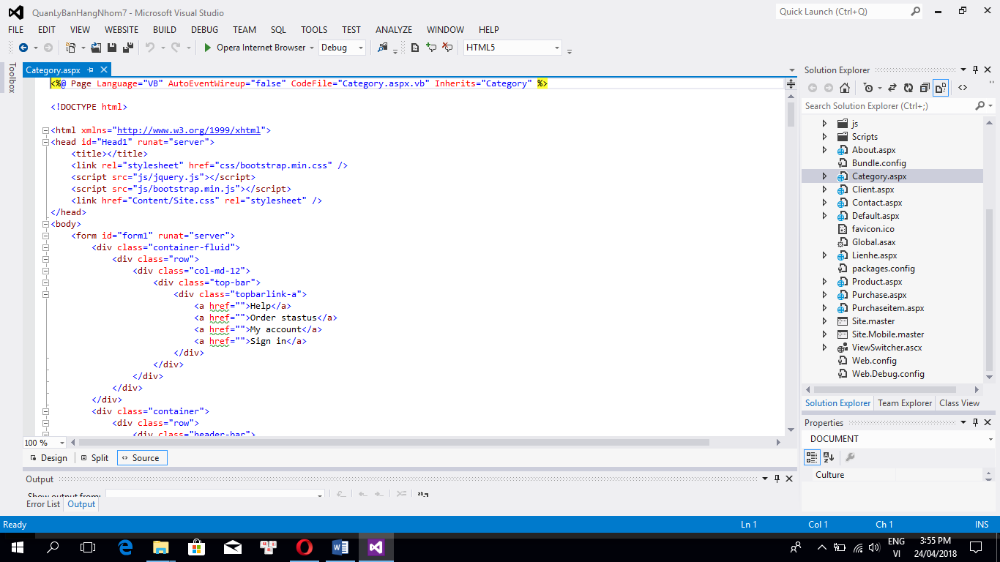 QuanLyBanHangNhom7 - Microsoft Visual Studio
Quick Launch (Ctrl+Q)
FILE EDIT VIEW WEBSITE BUILD DEBUG TEAM SQL TOOLS TEST ANALYZE WINDOW HELP
Opera Internet Browser Debug HTML5
Toolbox
Category.aspx
<%@ Page Language="VB" AutoEventWireup="false" CodeFile="Category.aspx.vb" Inherits="Category" %>
<!DOCTYPE html>
<html xmlns="http://www.w3.org/1999/xhtml">
<head id="Head1" runat="server">
<title></title>
<link rel="stylesheet" href="css/bootstrap.min.css" />
<script src="js/jquery.js"></script>
<script src="js/bootstrap.min.js"></script>
<link href="Content/Site.css" rel="stylesheet" />
</head>
<body>
<form id="form1" runat="server">
<div class="container-fluid">
<div class="row">
<div class="col-md-12">
<div class="top-bar">
<div class="topbarlink-a">
<a href="">Help</a>
<a href="">Order stastus</a>
<a href="">My account</a>
<a href="">Sign in</a>
</div>
</div>
</div>
</div>
</div>
<div class="container">
<div class="row">
<div class="header-bar">
100 %
Design Split Source
Output
Show output from:
Error List Output
Solution Explorer
Search Solution Explorer (Ctrl+;)
js
Scripts
About.aspx
Bundle.config
Category.aspx
Client.aspx
Contact.aspx
Default.aspx
favicon.ico
Global.asax
Lienhe.aspx
packages.config
Product.aspx
Purchase.aspx
Purchaseitem.aspx
Site.master
Site.Mobile.master
ViewSwitcher.ascx
Web.config
Web.Debug.config
Solution Explorer Team Explorer Class View
Properties
DOCUMENT
Culture
Ready Ln 1 Col 1 Ch 1 INS
ENG 3:55 PM
VI 24/04/2018